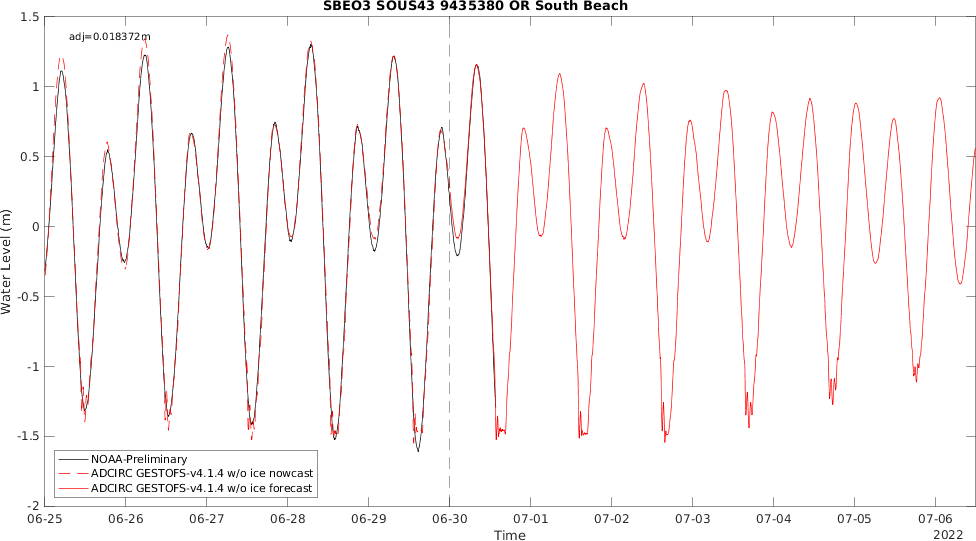 SBEO3 SOUS43 9435380 OR South Beach
adj=0.018372m
Water Level (m)
1.5
1
0.5
0
-0.5
-1
-1.5
-2
NOAA-Preliminary
ADCIRC GESTOFS-v4.1.4 w/o ice nowcast
ADCIRC GESTOFS-v4.1.4 w/o ice forecast
06-25 06-26 06-27 06-28 06-29 06-30 07-01 07-02 07-03 07-04 07-05 07-06
Time
2022